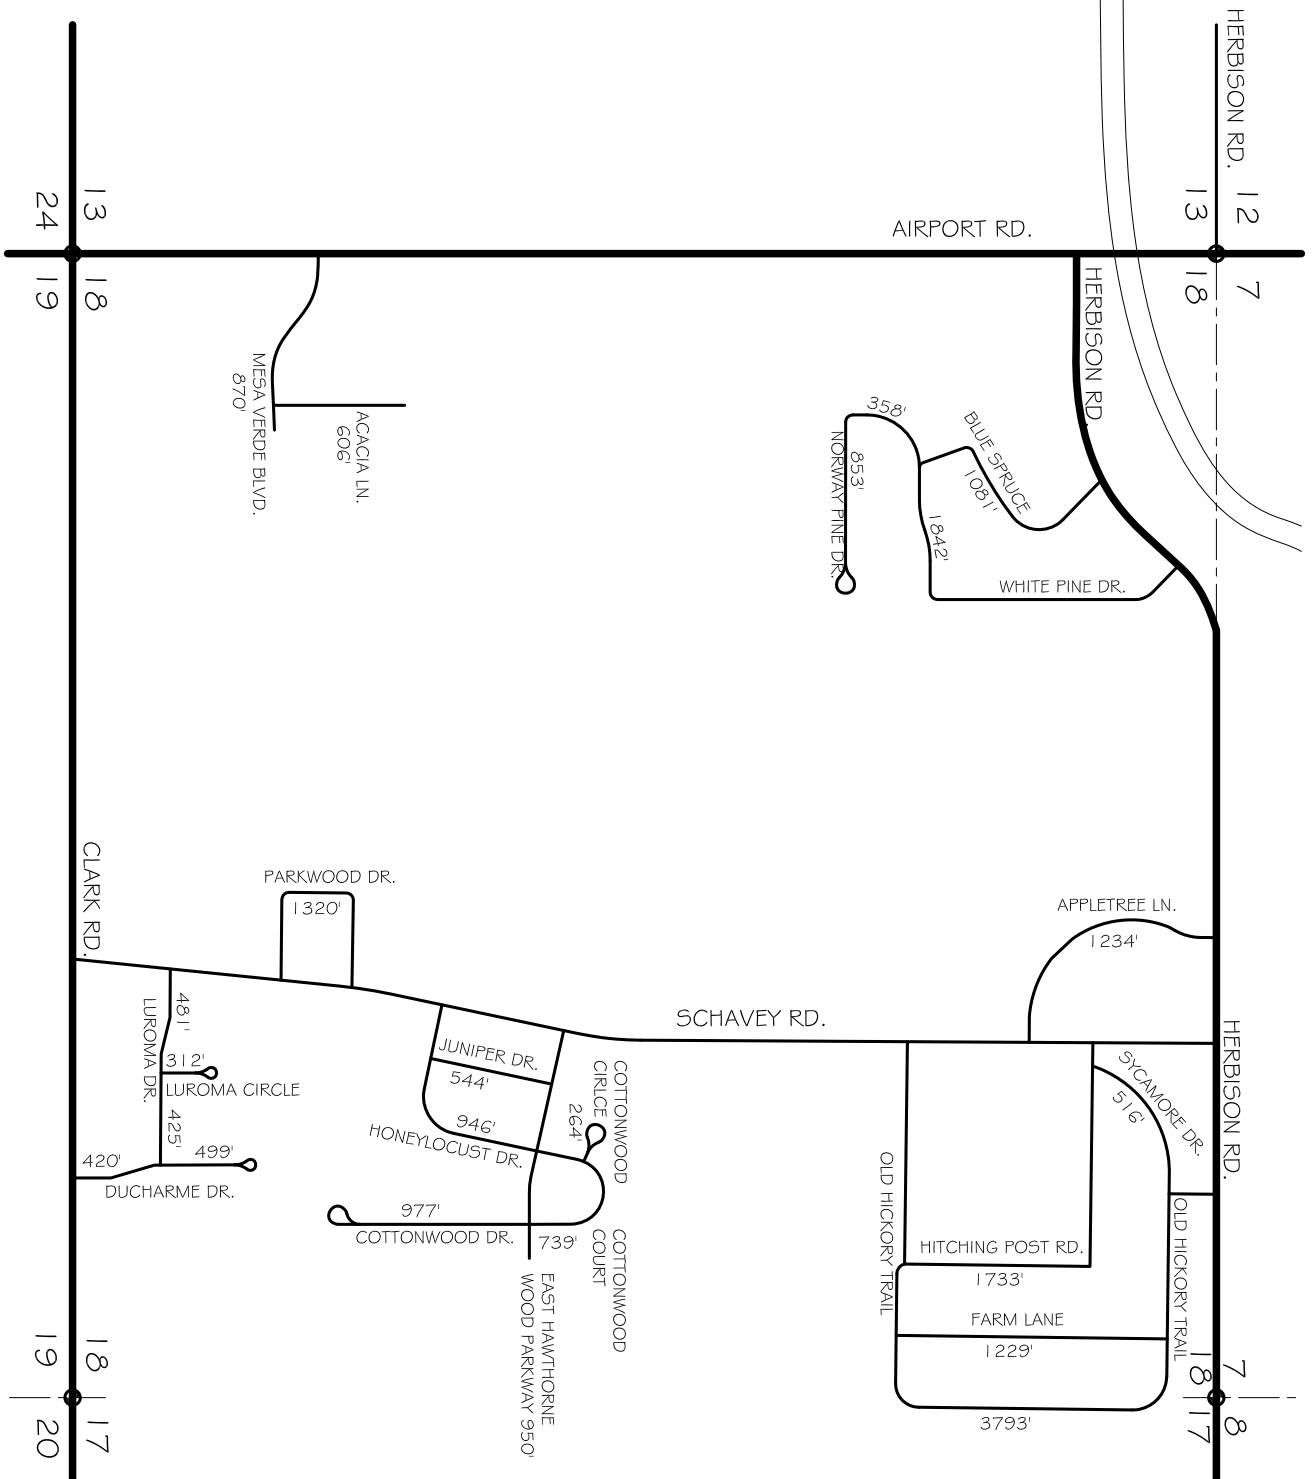 HERBISON RD.
12
13
7
18
13
24
18
19
AIRPORT RD.
HERBISON RD.
MESA VERDE BLVD.
870'
ACACIA LN.
606'
358'
853'
NORWAY PINE DR.
BLUE SPRUCE
1081'
1842'
WHITE PINE DR.
CLARK RD.
PARKWOOD DR.
1320'
APPLETREE LN.
1234'
SCHAVEY RD.
HERBISON RD.
481'
LUROMA DR.
312'
LUROMA CIRCLE
425'
499'
420'
DUCHARME DR.
JUNIPER DR.
544'
946'
HONEYLOCUST DR.
COTTONWOOD
CIRLCE
264'
977'
COTTONWOOD DR.
739'
COTTONWOOD
COURT
EAST HAWTHORNE
WOOD PARKWAY 950'
SYCAMORE DR.
516'
OLD HICKORY TRAIL
OLD HICKORY TRAIL
HITCHING POST RD.
1733'
FARM LANE
1229'
3793'
18
19
17
20
7
18
8
17